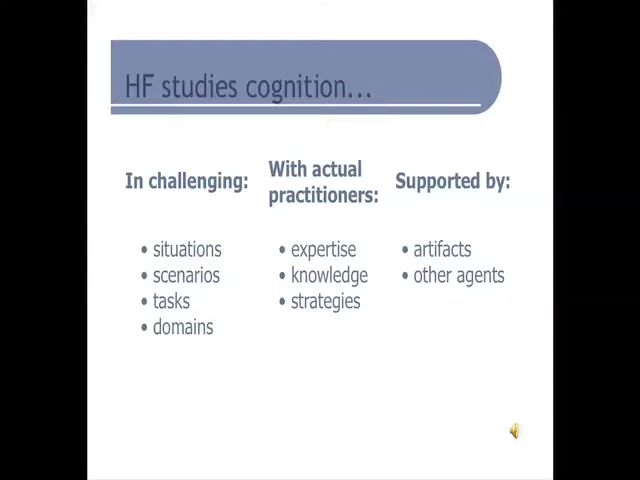 HF studies cognition...
In challenging:
• situations
• scenarios
• tasks
• domains
With actual
practitioners:
• expertise
• knowledge
• strategies
Supported by:
• artifacts
• other agents